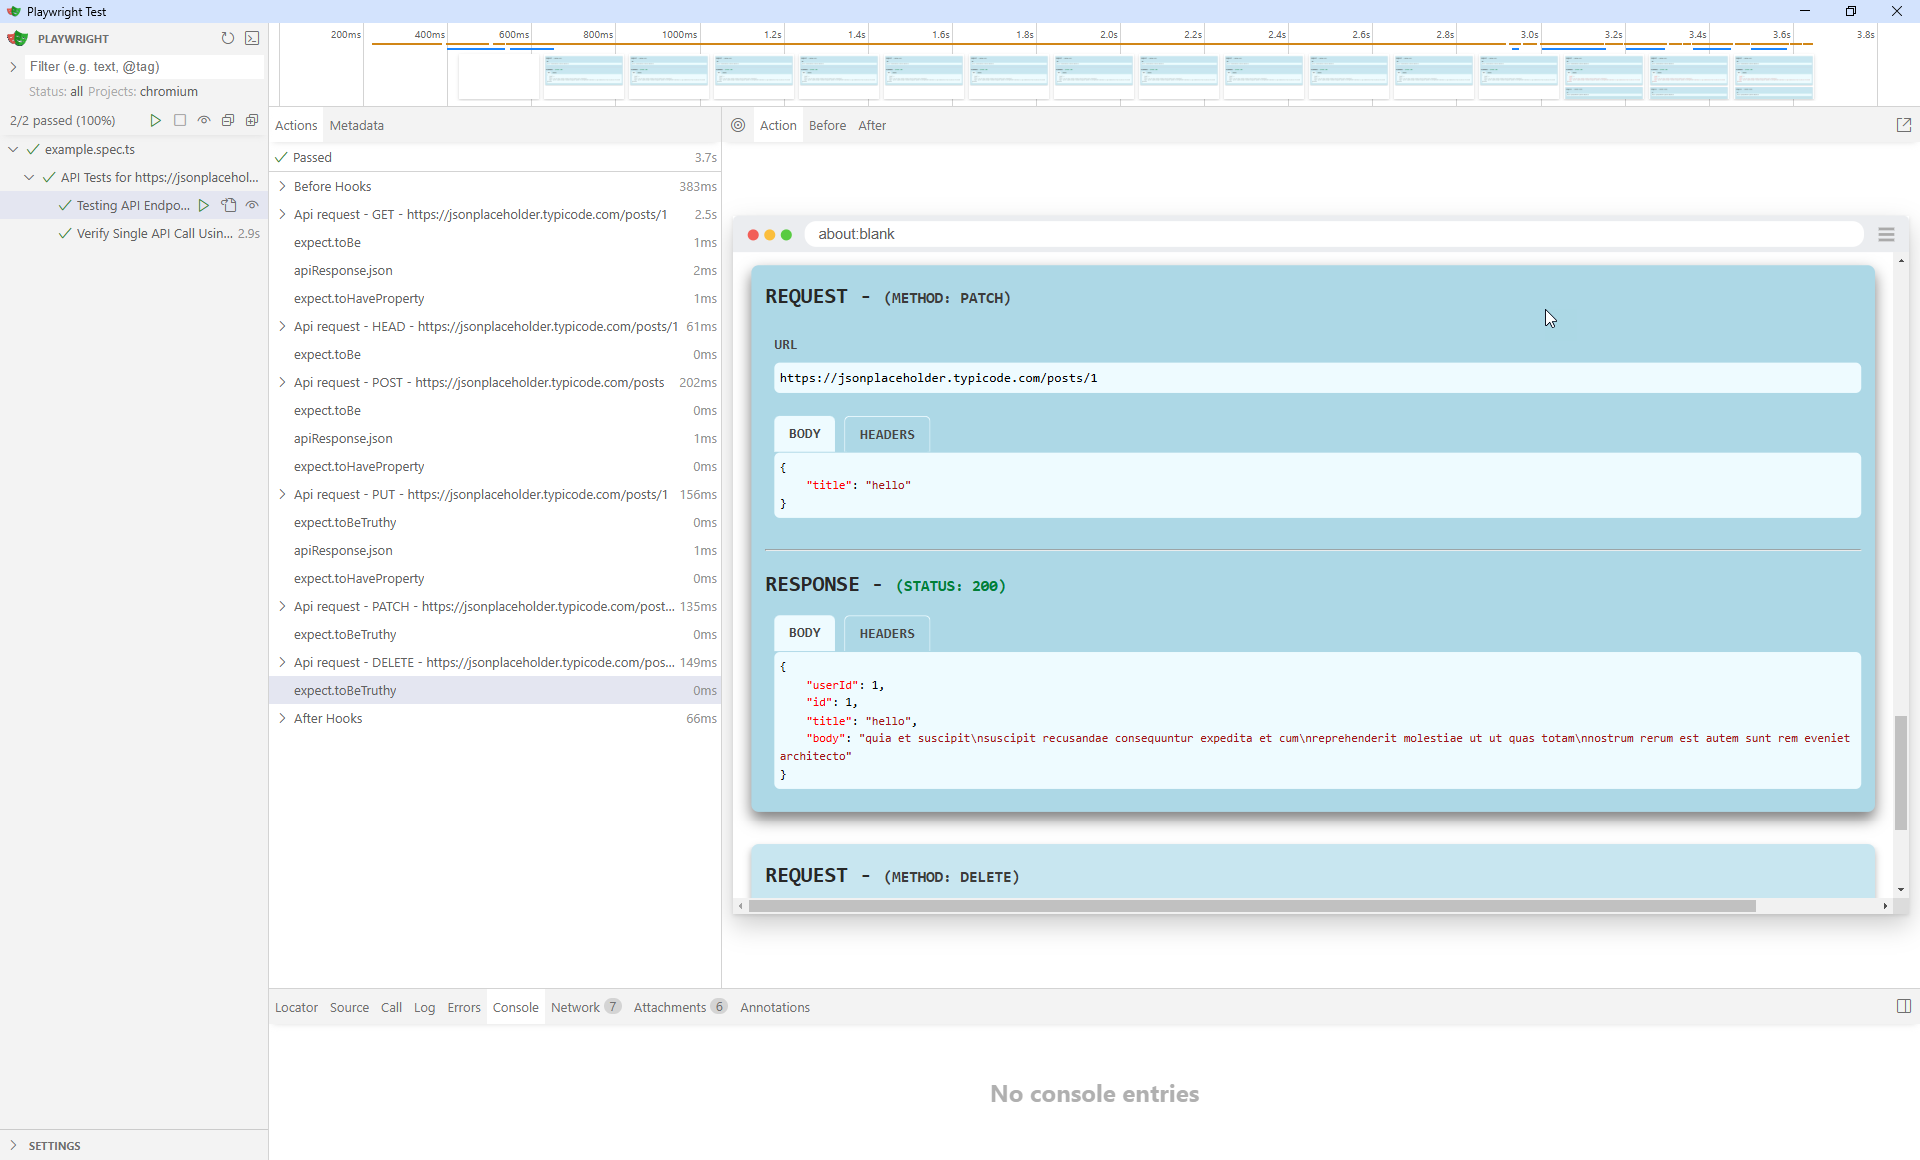 Playwright Test
PLAYWRIGHT
Filter (e.g. text, @tag)
Status: all Projects: chromium
2/2 passed (100%)
example.spec.ts
API Tests for https://jsonplacehol...
Testing API Endpo...
Verify Single API Call Usin... 2.9s
SETTINGS
200ms 400ms 600ms 800ms 1000ms 1.2s 1.4s 1.6s 1.8s 2.0s 2.2s 2.4s 2.6s 2.8s 3.0s 3.2s 3.4s 3.6s 3.8s
Actions Metadata
Passed 3.7s
Before Hooks 383ms
Api request - GET - https://jsonplaceholder.typicode.com/posts/1 2.5s
expect.toBe 1ms
apiResponse.json 2ms
expect.toHaveProperty 1ms
Api request - HEAD - https://jsonplaceholder.typicode.com/posts/1 61ms
expect.toBe 0ms
Api request - POST - https://jsonplaceholder.typicode.com/posts 202ms
expect.toBe 0ms
apiResponse.json 1ms
expect.toHaveProperty 0ms
Api request - PUT - https://jsonplaceholder.typicode.com/posts/1 156ms
expect.toBeTruthy 0ms
apiResponse.json 1ms
expect.toHaveProperty 0ms
Api request - PATCH - https://jsonplaceholder.typicode.com/post... 135ms
expect.toBeTruthy 0ms
Api request - DELETE - https://jsonplaceholder.typicode.com/pos... 149ms
expect.toBeTruthy 0ms
After Hooks 66ms
Action Before After
about:blank
REQUEST - (METHOD: PATCH)
URL
https://jsonplaceholder.typicode.com/posts/1
BODY HEADERS
{
"title": "hello"
}
RESPONSE - (STATUS: 200)
BODY HEADERS
{
"userId": 1,
"id": 1,
"title": "hello",
"body": "quia et suscipit\nsuscipit recusandae consequuntur expedita et cum\nreprehenderit molestiae ut ut quas totam\nnostrum rerum est autem sunt rem eveniet
architecto"
}
REQUEST - (METHOD: DELETE)
Locator Source Call Log Errors Console Network 7 Attachments 6 Annotations
No console entries